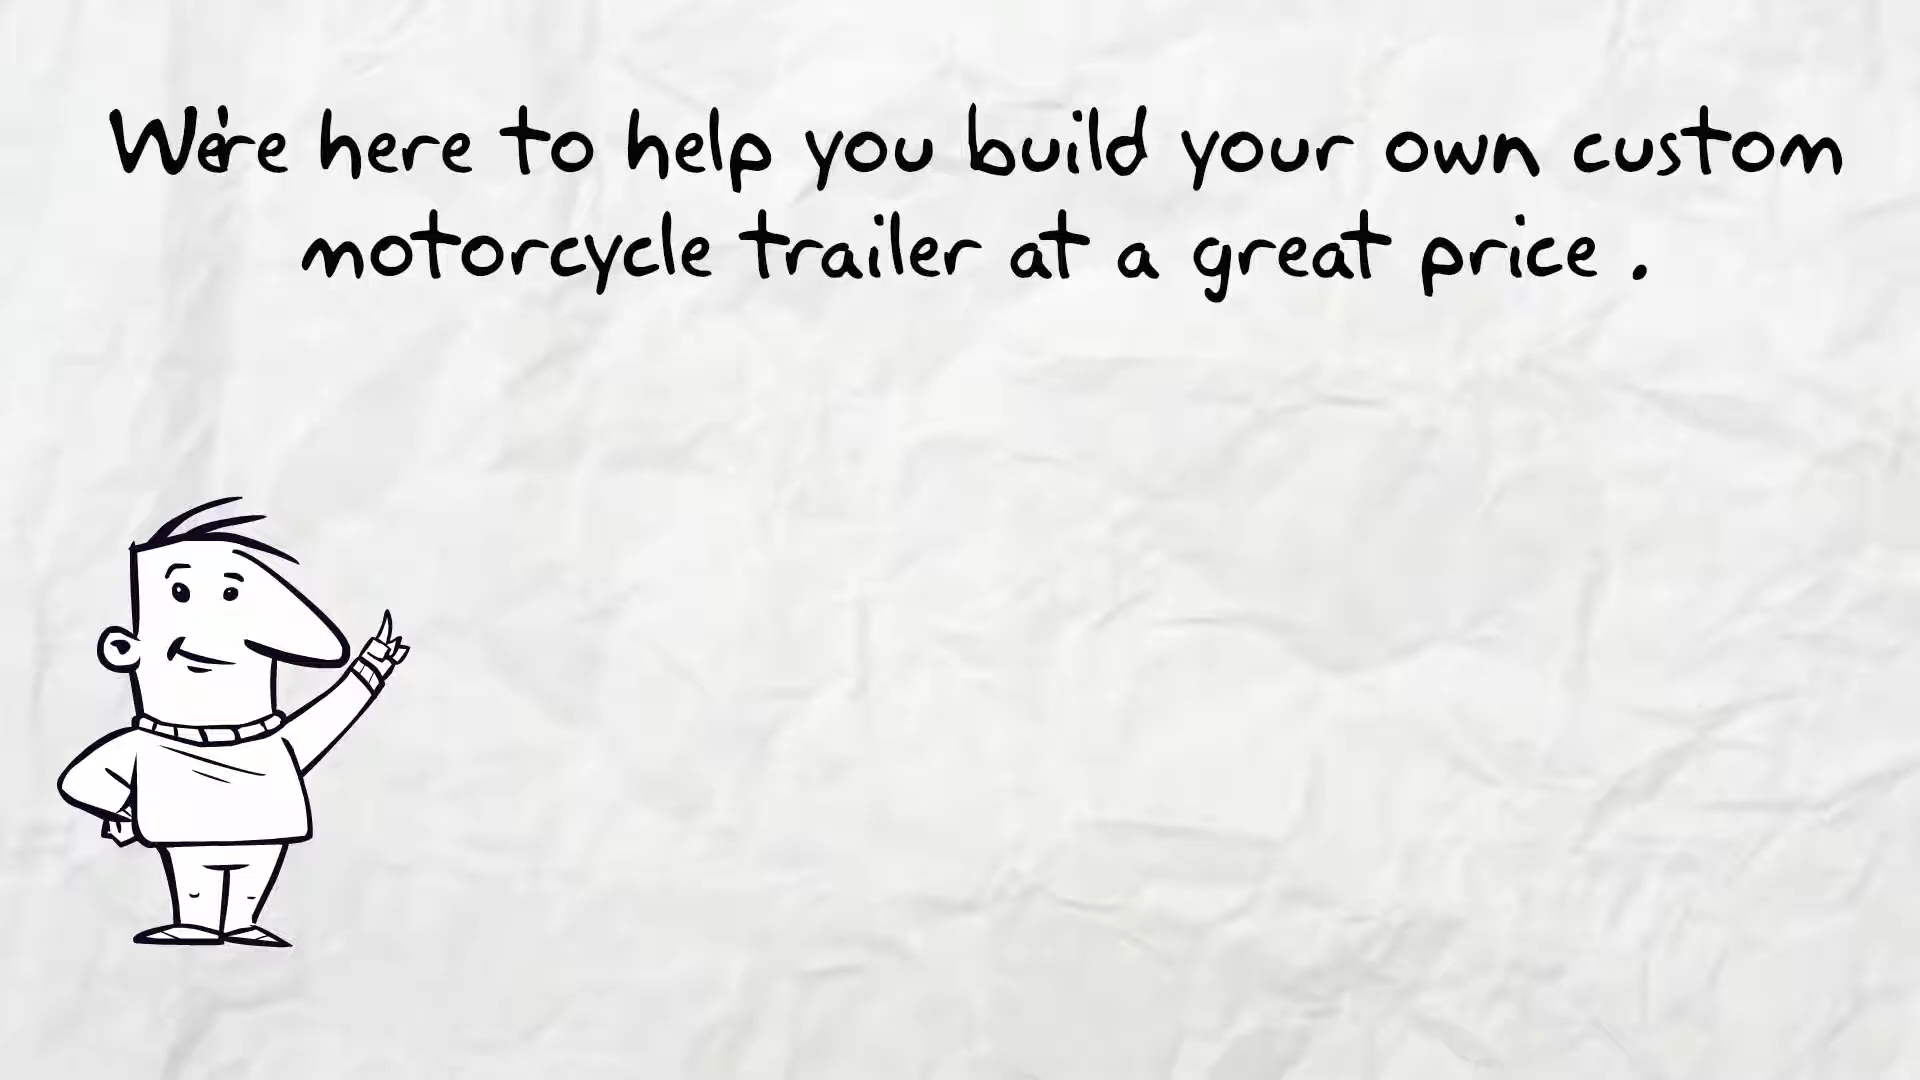 We're here to help you build your own custom
motorcycle trailer at a great price .